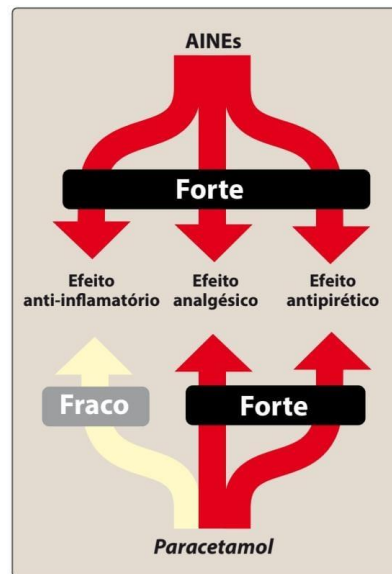 AINEs
Forte
Efeito
anti-inflamatório
Efeito
analgésico
Efeito
antipirético
Fraco
Forte
Paracetamol